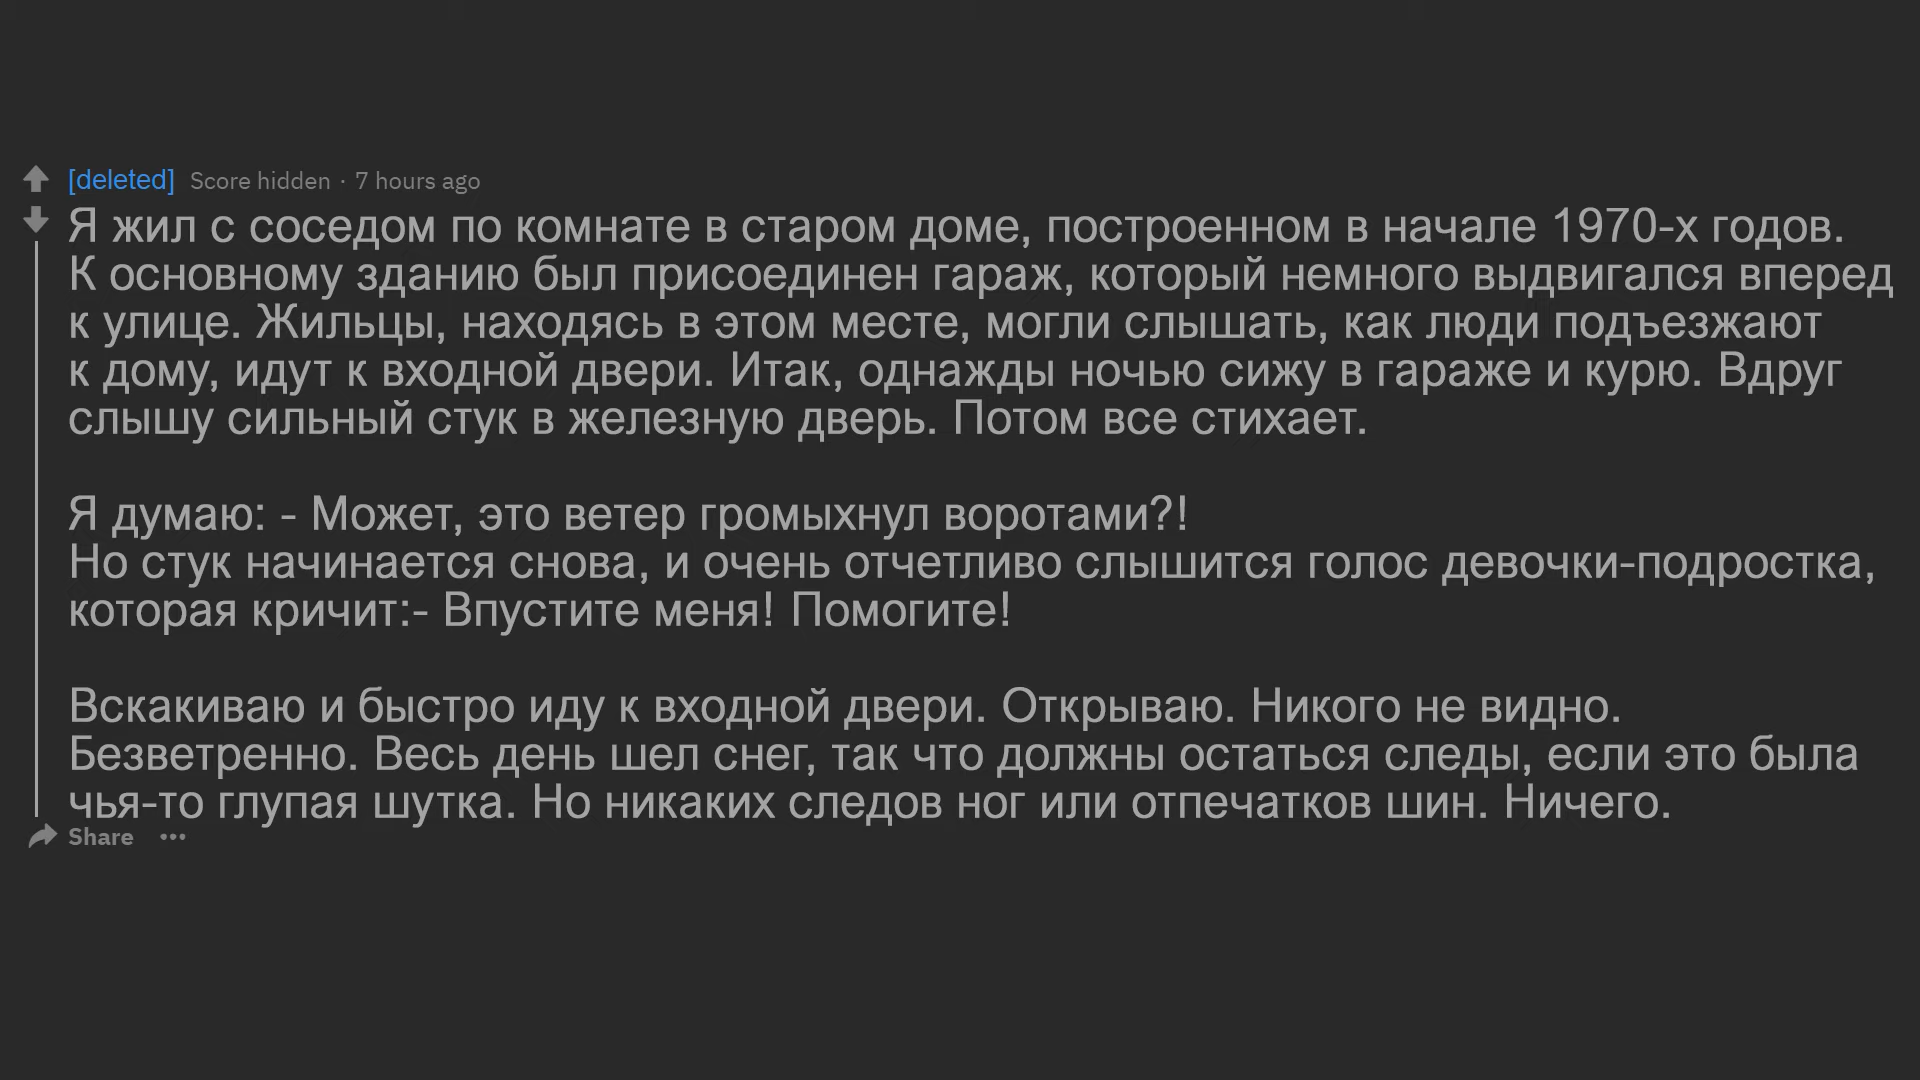 [deleted] Score hidden · 7 hours ago
Я жил с соседом по комнате в старом доме, построенном в начале 1970-х годов.
К основному зданию был присоединен гараж, который немного выдвигался вперед
к улице. Жильцы, находясь в этом месте, могли слышать, как люди подъезжают
к дому, идут к входной двери. Итак, однажды ночью сижу в гараже и курю. Вдруг
слышу сильный стук в железную дверь. Потом все стихает.
Я думаю: - Может, это ветер громыхнул воротами?!
Но стук начинается снова, и очень отчетливо слышится голос девочки-подростка,
которая кричит:- Впустите меня! Помогите!
Вскакиваю и быстро иду к входной двери. Открываю. Никого не видно.
Безветренно. Весь день шел снег, так что должны остаться следы, если это была
чья-то глупая шутка. Но никаких следов ног или отпечатков шин. Ничего.
Share •••